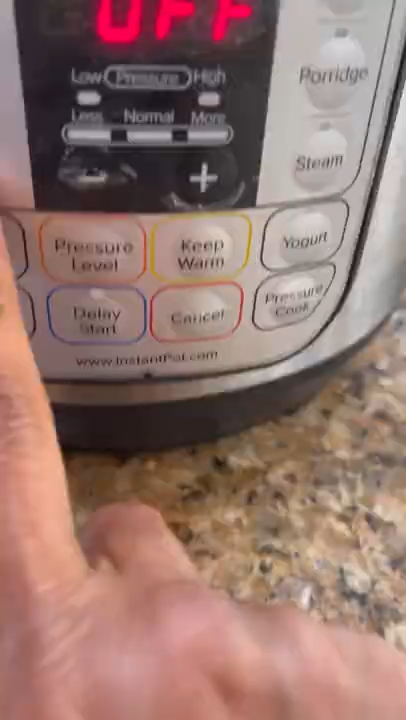 OFF
Low Pressure High
Less Normal More
+
Porridge
Steam
Pressure Level
Keep Warm
Yogurt
Delay Start
Cancel
Pressure Cook
www.InstantPot.com